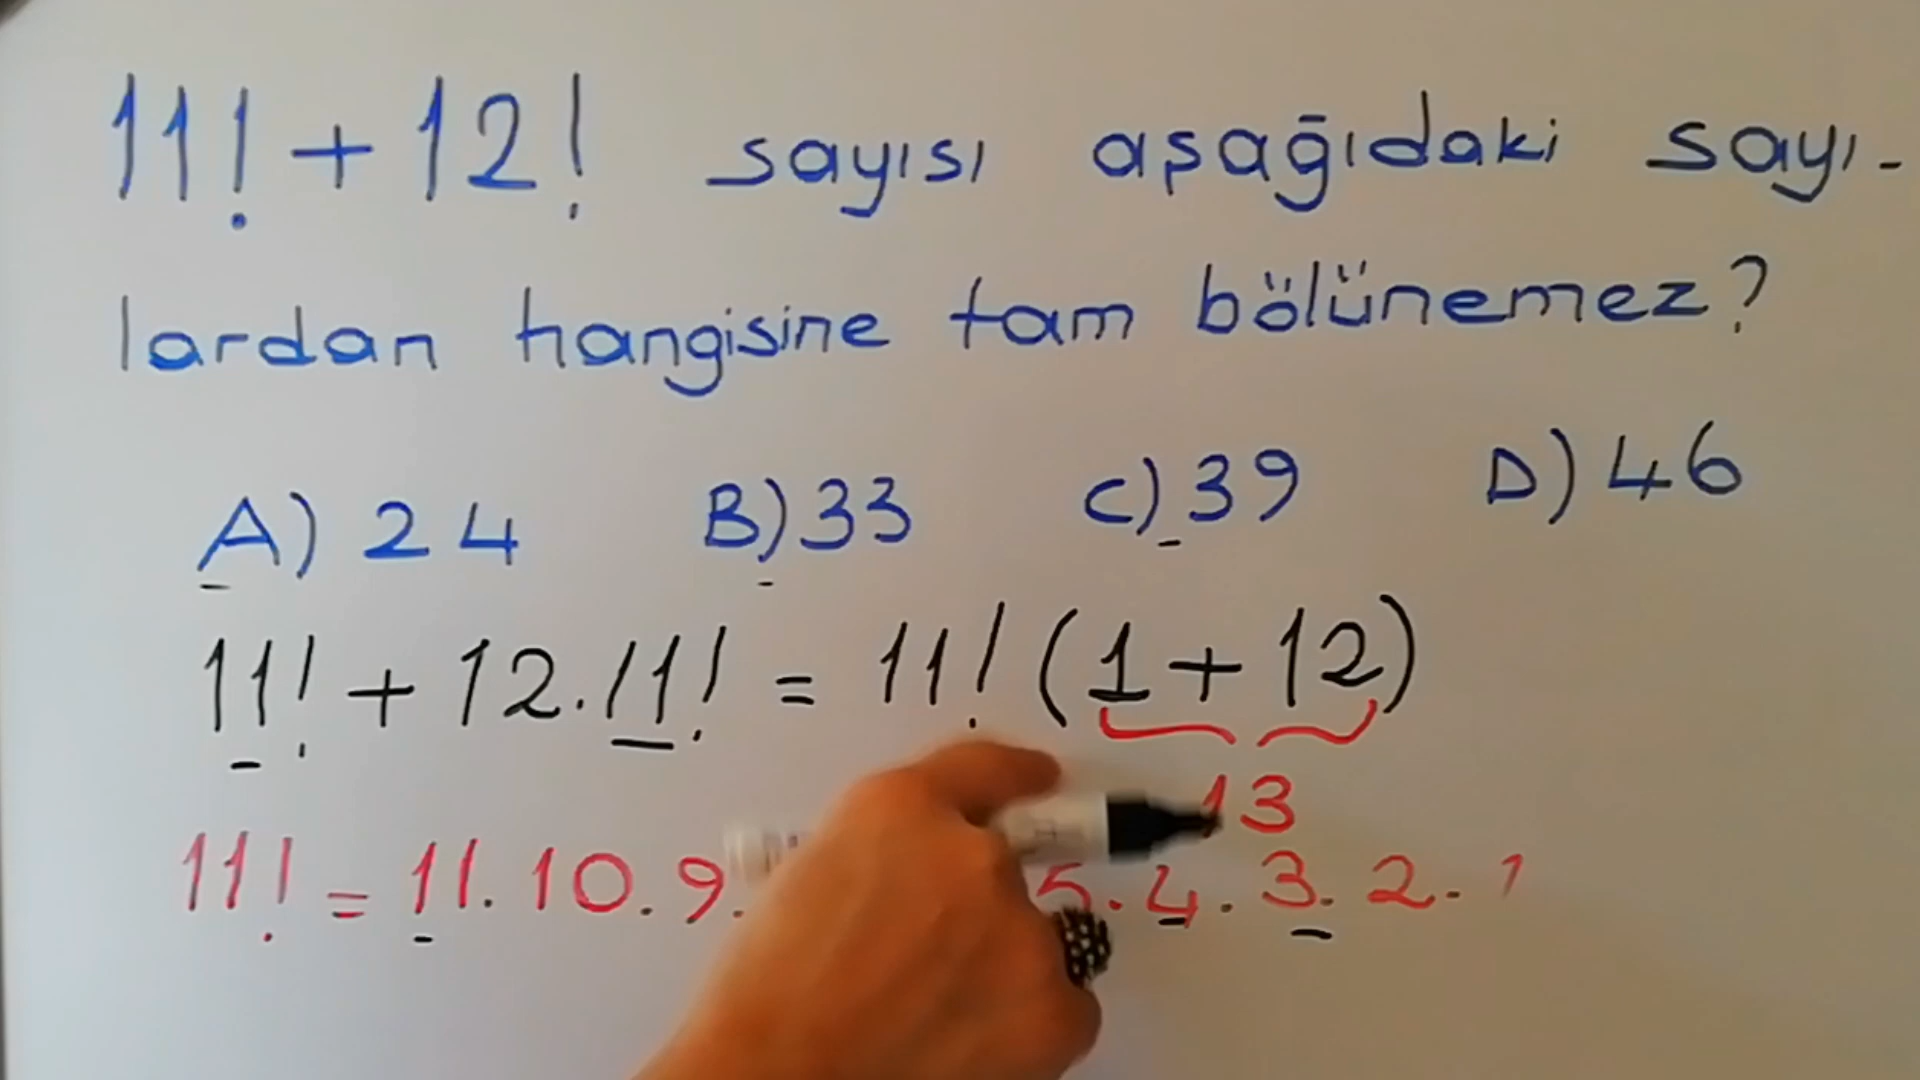 11! + 12! sayısı aşağıdaki sayı-
lardan hangisine tam bölünemez?
A) 24 B) 33 C) 39 D) 46
11! + 12.11! = 11! (1 + 12)
13
11! = 11.10.9. 5.4.3.2.1